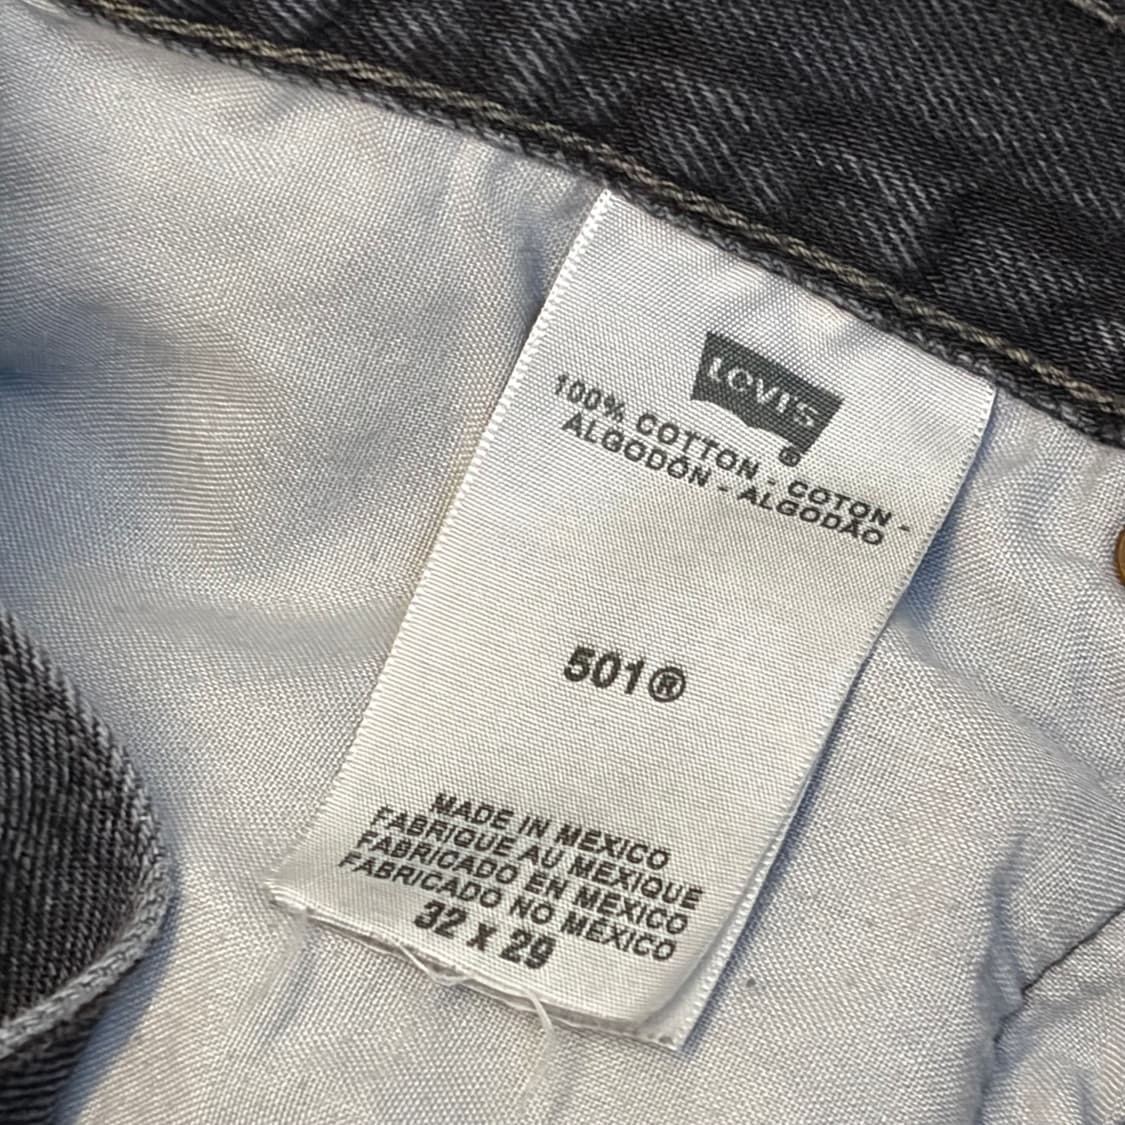 LEVI'S
®
100% COTTON - COTON -
ALGODÓN - ALGODÃO
501®
MADE IN MEXICO
FABRIQUE AU MEXIQUE
FABRICADO EN MÉXICO
FABRICADO NO MÉXICO
32 x 29